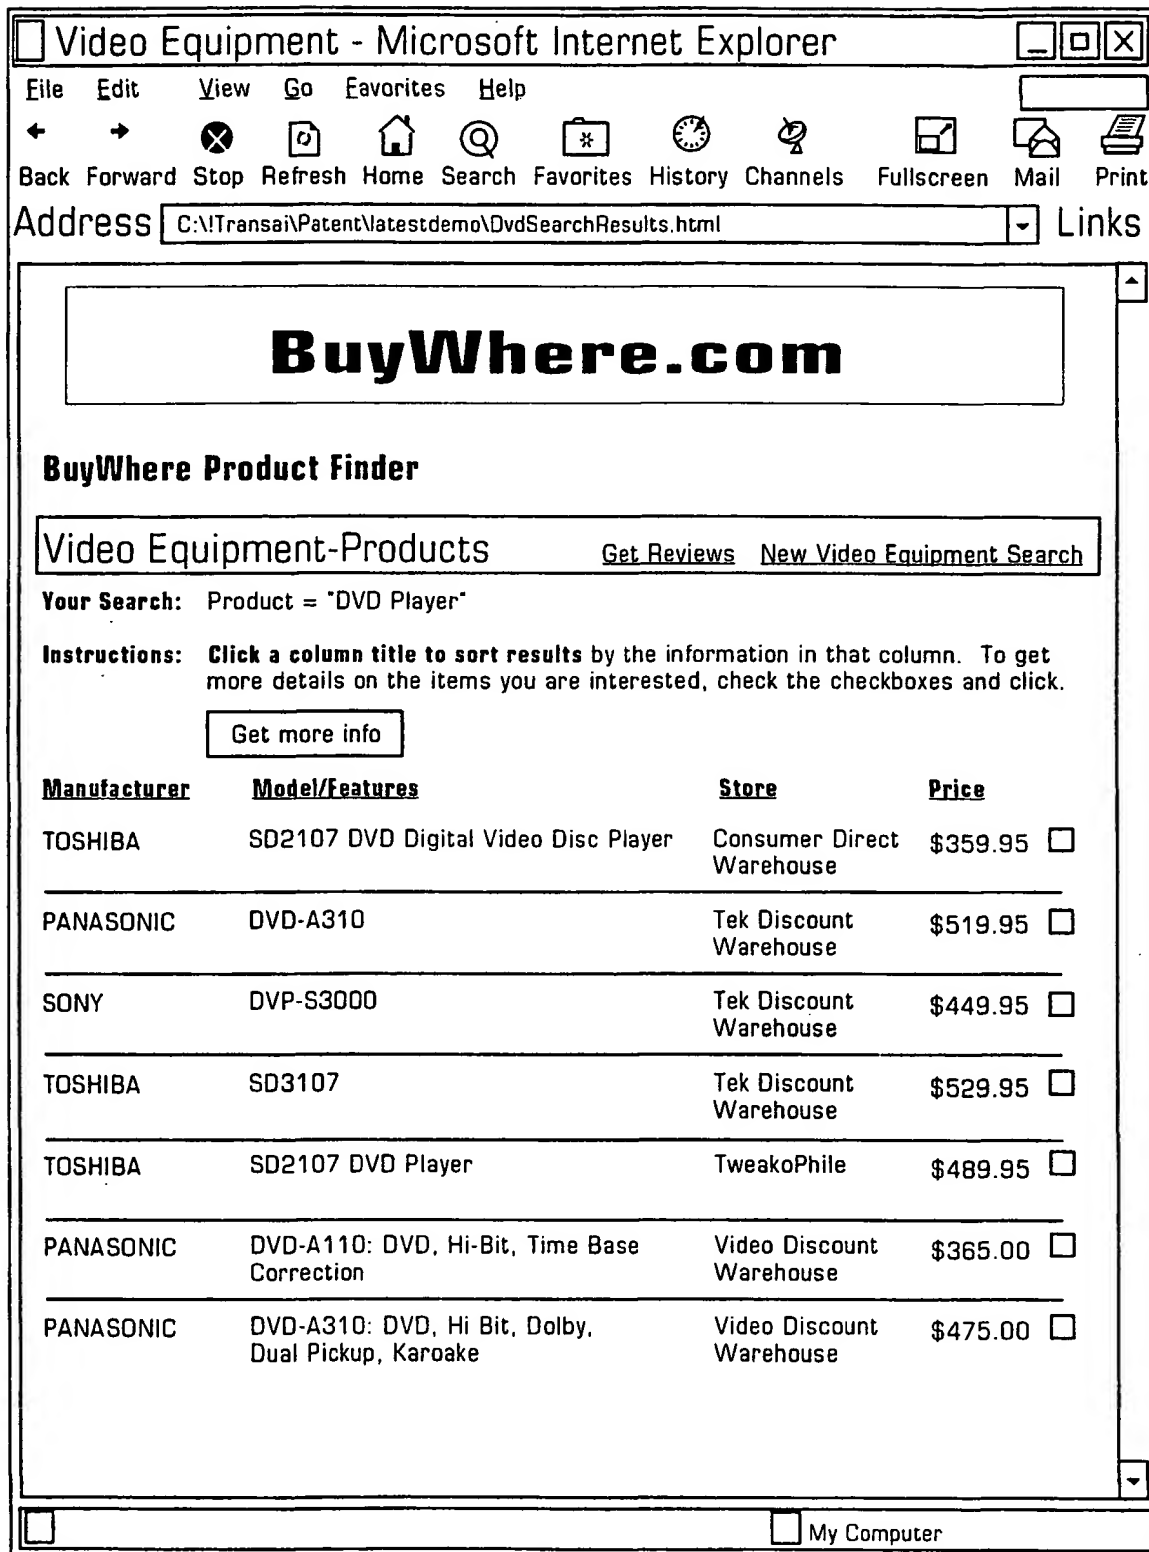 Video Equipment - Microsoft Internet Explorer
File Edit View Go Favorites Help
Back Forward Stop Refresh Home Search Favorites History Channels Fullscreen Mail Print
Address C:\!Transai\Patent\latestdemo\DvdSearchResults.html Links
BuyWhere.com
BuyWhere Product Finder
Video Equipment-Products Get Reviews New Video Equipment Search
Your Search: Product = "DVD Player"
Instructions: Click a column title to sort results by the information in that column. To get
more details on the items you are interested, check the checkboxes and click.
Get more info
Manufacturer Model/Features Store Price
TOSHIBA SD2107 DVD Digital Video Disc Player Consumer Direct $359.95
Warehouse
PANASONIC DVD-A310 Tek Discount $519.95
Warehouse
SONY DVP-S3000 Tek Discount $449.95
Warehouse
TOSHIBA SD3107 Tek Discount $529.95
Warehouse
TOSHIBA SD2107 DVD Player TweakoPhile $489.95
PANASONIC DVD-A110: DVD, Hi-Bit, Time Base Video Discount $365.00
Correction Warehouse
PANASONIC DVD-A310: DVD, Hi Bit, Dolby, Video Discount $475.00
Dual Pickup, Karoake Warehouse
My Computer